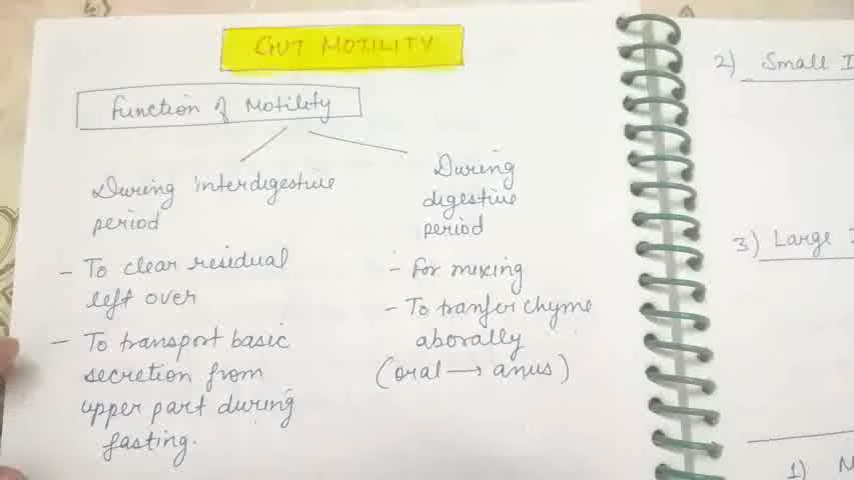 GUT MOTILITY
Function of Motility
During interdigestive
period
- To clear residual
left over
- To transport basic
secretion from
upper part during
fasting.
During
digestive
period
- For mixing
- To tranfer chyme
aborally
(oral → anus)
2) Small I
3) Large I
1) M